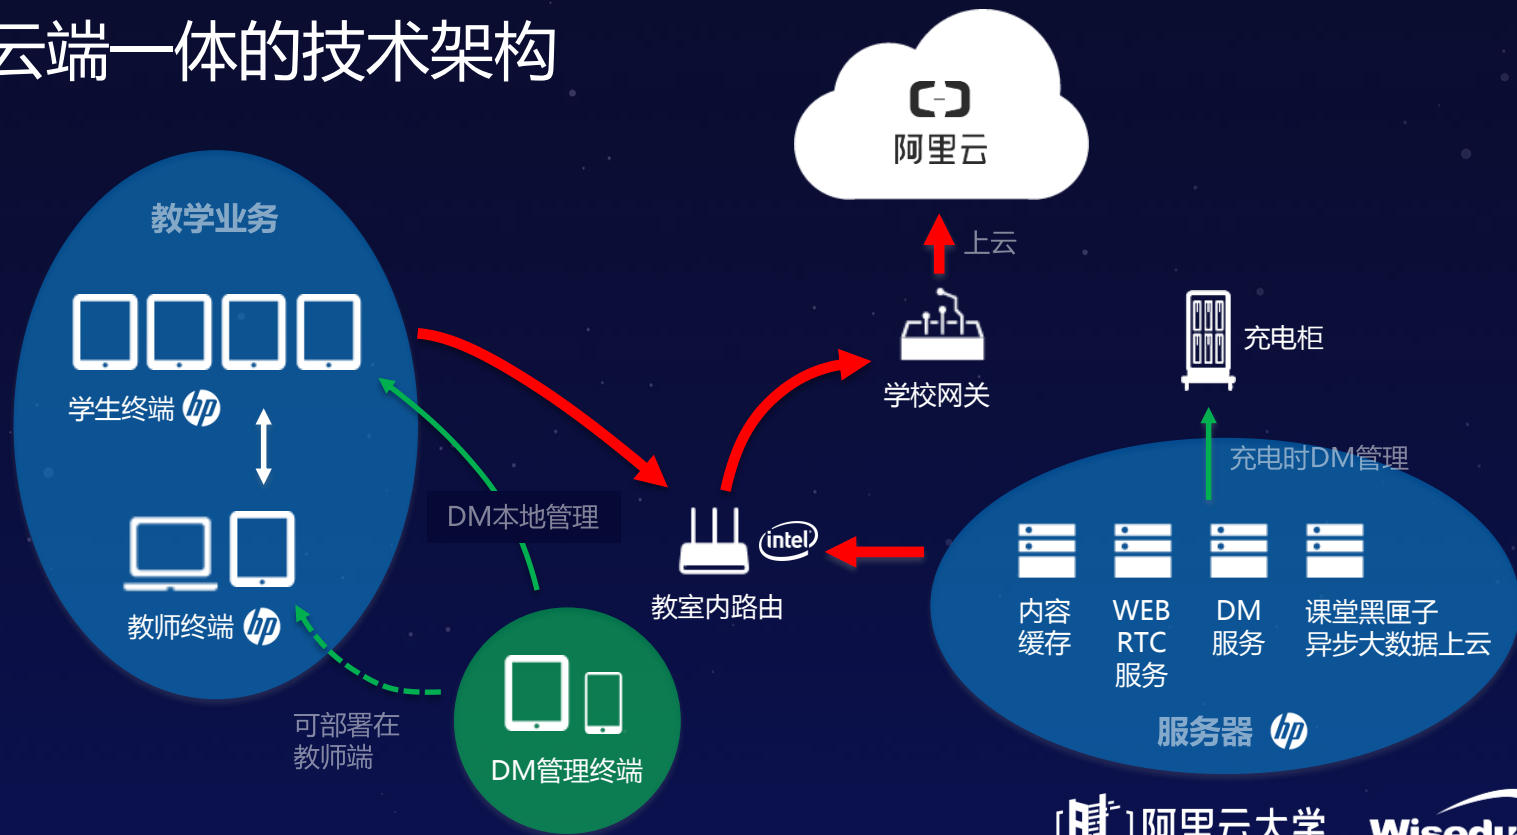 云端一体的技术架构
阿里云
教学业务
上云
学校网关
充电柜
学生终端 hp
充电时DM管理
DM本地管理
intel
教师终端 hp
教室内路由
内容
缓存
WEB
RTC
服务
DM
服务
课堂黑匣子
异步大数据上云
可部署在
教师端
DM管理终端
服务器 hp
阿里云大学
Wisedu